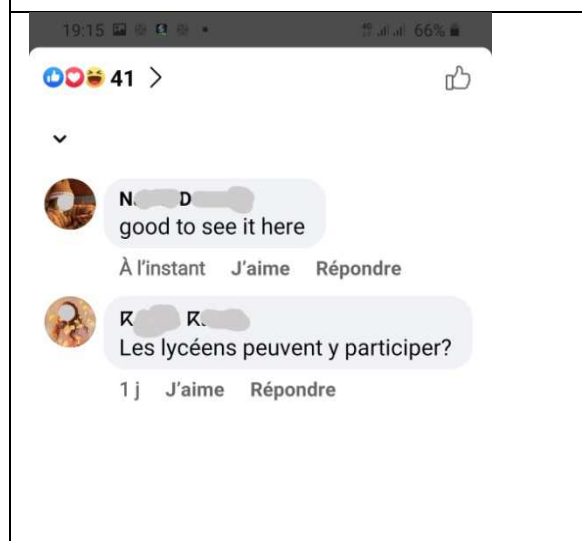 19:15 66%
41 >
N D
good to see it here
À l'instant J'aime Répondre
K K.
Les lycéens peuvent y participer?
1 j J'aime Répondre